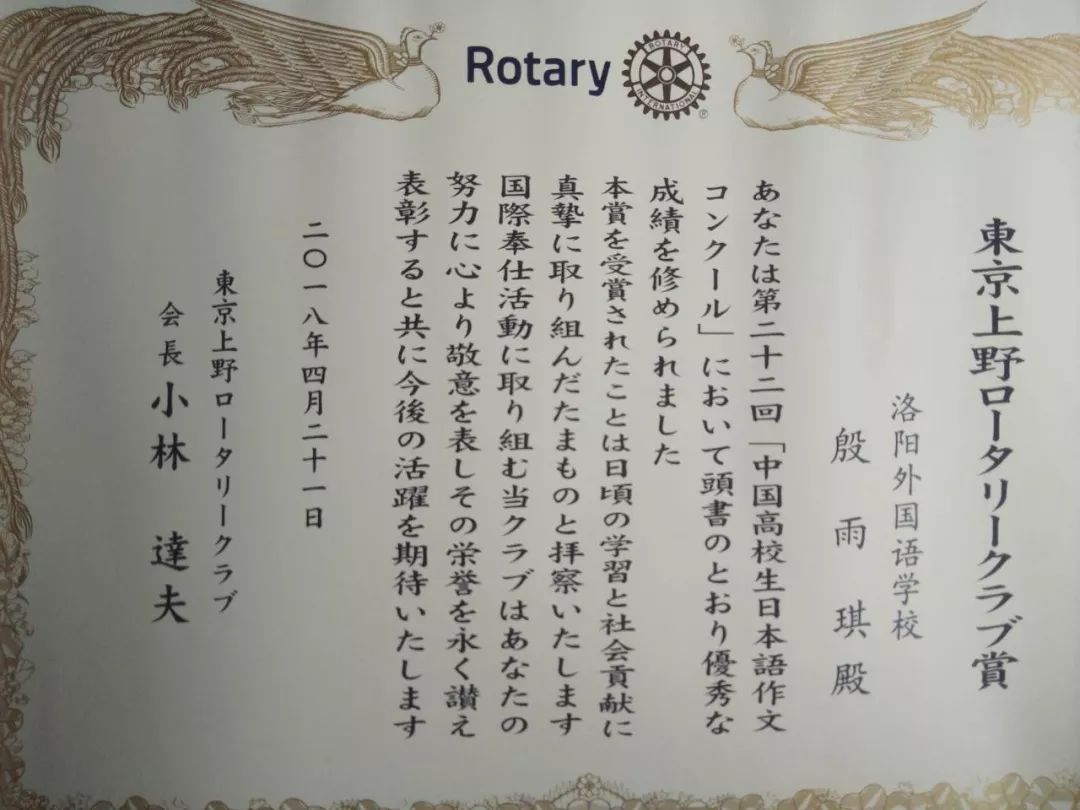 Rotary
ROTARY
INTERNATIONAL
®
東京上野ロータリークラブ賞
洛阳外国语学校
殷雨琪殿
あなたは第二十二回「中国高校生日本語作文
コンクール」において頭書のとおり優秀な
成績を修められました
本賞を受賞されたことは日頃の学習と社会貢献に
真摯に取り組んだたまものと拝察いたします
国際奉仕活動に取り組む当クラブはあなたの
努力に心より敬意を表しその栄誉を永く讃え
表彰すると共に今後の活躍を期待いたします
二〇一八年四月二十一日
東京上野ロータリークラブ
会長 小林 達夫